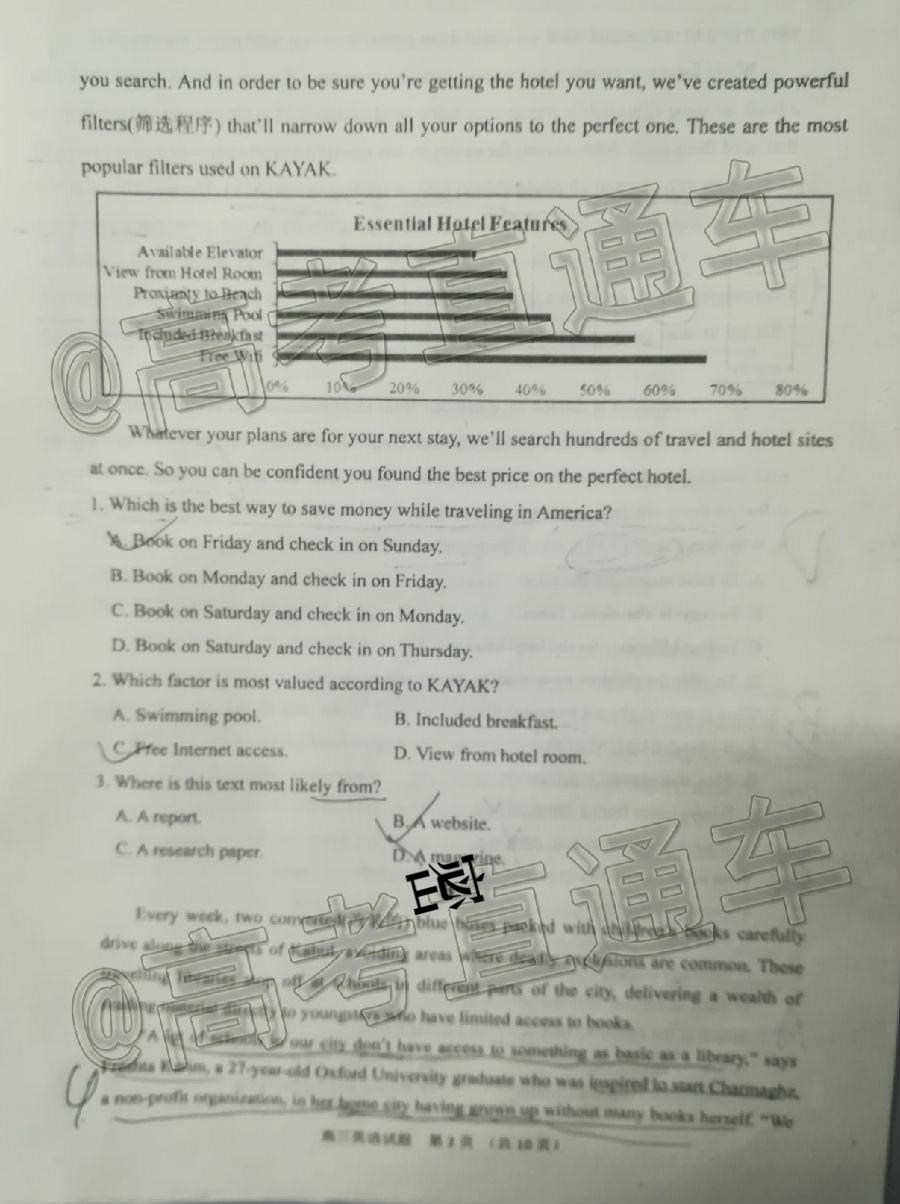 you search. And in order to be sure you're getting the hotel you want, we've created powerful
filters(筛选程序) that'll narrow down all your options to the perfect one. These are the most
popular filters used on KAYAK.
Essential Hotel Features
Available Elevator
View from Hotel Room
Proximity to Beach
Swimming Pool
Included Breakfast
Free Wifi
0% 10% 20% 30% 40% 50% 60% 70% 80%
@高考直通车
Whatever your plans are for your next stay, we'll search hundreds of travel and hotel sites
at once. So you can be confident you found the best price on the perfect hotel.
1. Which is the best way to save money while traveling in America?
A. Book on Friday and check in on Sunday.
B. Book on Monday and check in on Friday.
C. Book on Saturday and check in on Monday.
D. Book on Saturday and check in on Thursday.
2. Which factor is most valued according to KAYAK?
A. Swimming pool. B. Included breakfast.
C. Free Internet access. D. View from hotel room.
3. Where is this text most likely from?
A. A report. B. A website.
C. A research paper. D. A magazine.
Every week, two converted blue buses packed with children's books carefully
drive along the streets of Kabul, avoiding areas where deadly explosions are common. These
travelling libraries stop off at schools in different parts of the city, delivering a wealth of
reading material directly to youngsters who have limited access to books.
@高考直通车
"A lot of schools in our city don't have access to something as basic as a library," says
Freshta Karim, a 27-year-old Oxford University graduate who was inspired to start Charmaghz,
a non-profit organization, in her home city having grown up without many books herself. "We
高三英语试题 第 2 页 （共 10 页）